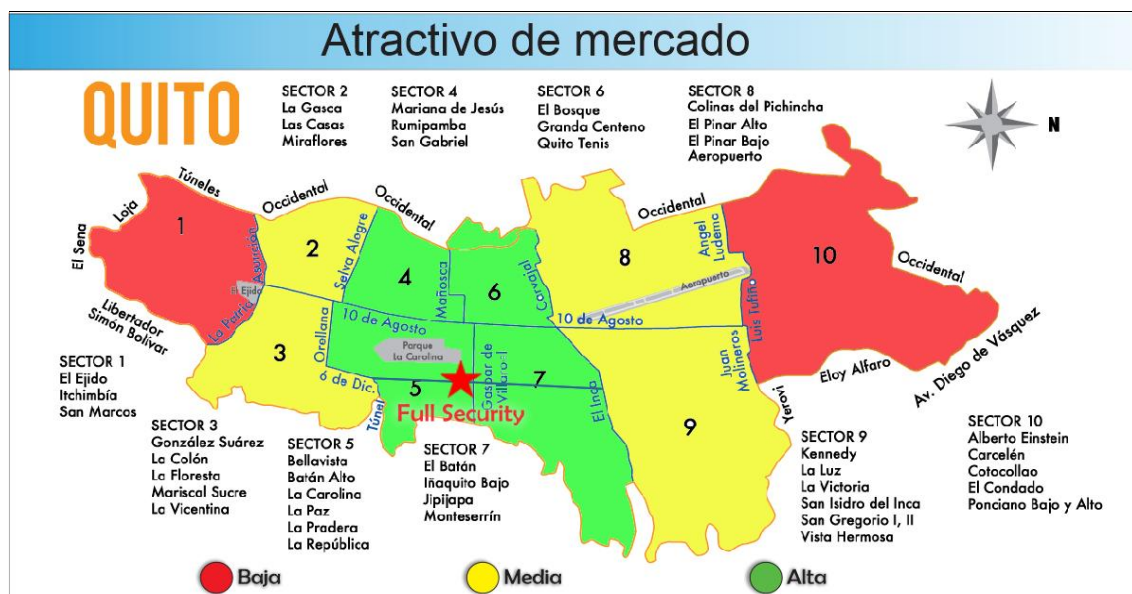 Atractivo de mercado
QUITO
SECTOR 2
La Gasca
Las Casas
Miraflores
SECTOR 4
Mariana de Jesús
Rumipamba
San Gabriel
SECTOR 6
El Bosque
Granda Centeno
Quito Tenis
SECTOR 8
Colinas del Pichincha
El Pinar Alto
El Pinar Bajo
Aeropuerto
N
El Sena
Loja
Túneles
Occidental
Occidental
Occidental
Occidental
1
2
3
4
5
6
7
8
9
10
Asunción
El Ejido
La Patria
Selva Alegre
Mañosca
Carvajal
Angel Ludeño
Aeropuerto
Luis Tufiño
10 de Agosto
10 de Agosto
Orellana
Parque
La Carolina
6 de Dic.
Túnel
Gaspar de
Villaroel
El Inca
Juan
Molineros
Yerovi
Eloy Alfaro
Av. Diego de Vásquez
Libertador
Simón Bolívar
Full Security
SECTOR 1
El Ejido
Itchimbía
San Marcos
SECTOR 3
González Suárez
La Colón
La Floresta
Mariscal Sucre
La Vicentina
SECTOR 5
Bellavista
Batán Alto
La Carolina
La Paz
La Pradera
La República
SECTOR 7
El Batán
Iñaquito Bajo
Jipijapa
Monteserrín
SECTOR 9
Kennedy
La Luz
La Victoria
San Isidro del Inca
San Gregorio I, II
Vista Hermosa
SECTOR 10
Alberto Einstein
Carcelén
Cotocollao
El Condado
Ponciano Bajo y Alto
Baja
Media
Alta